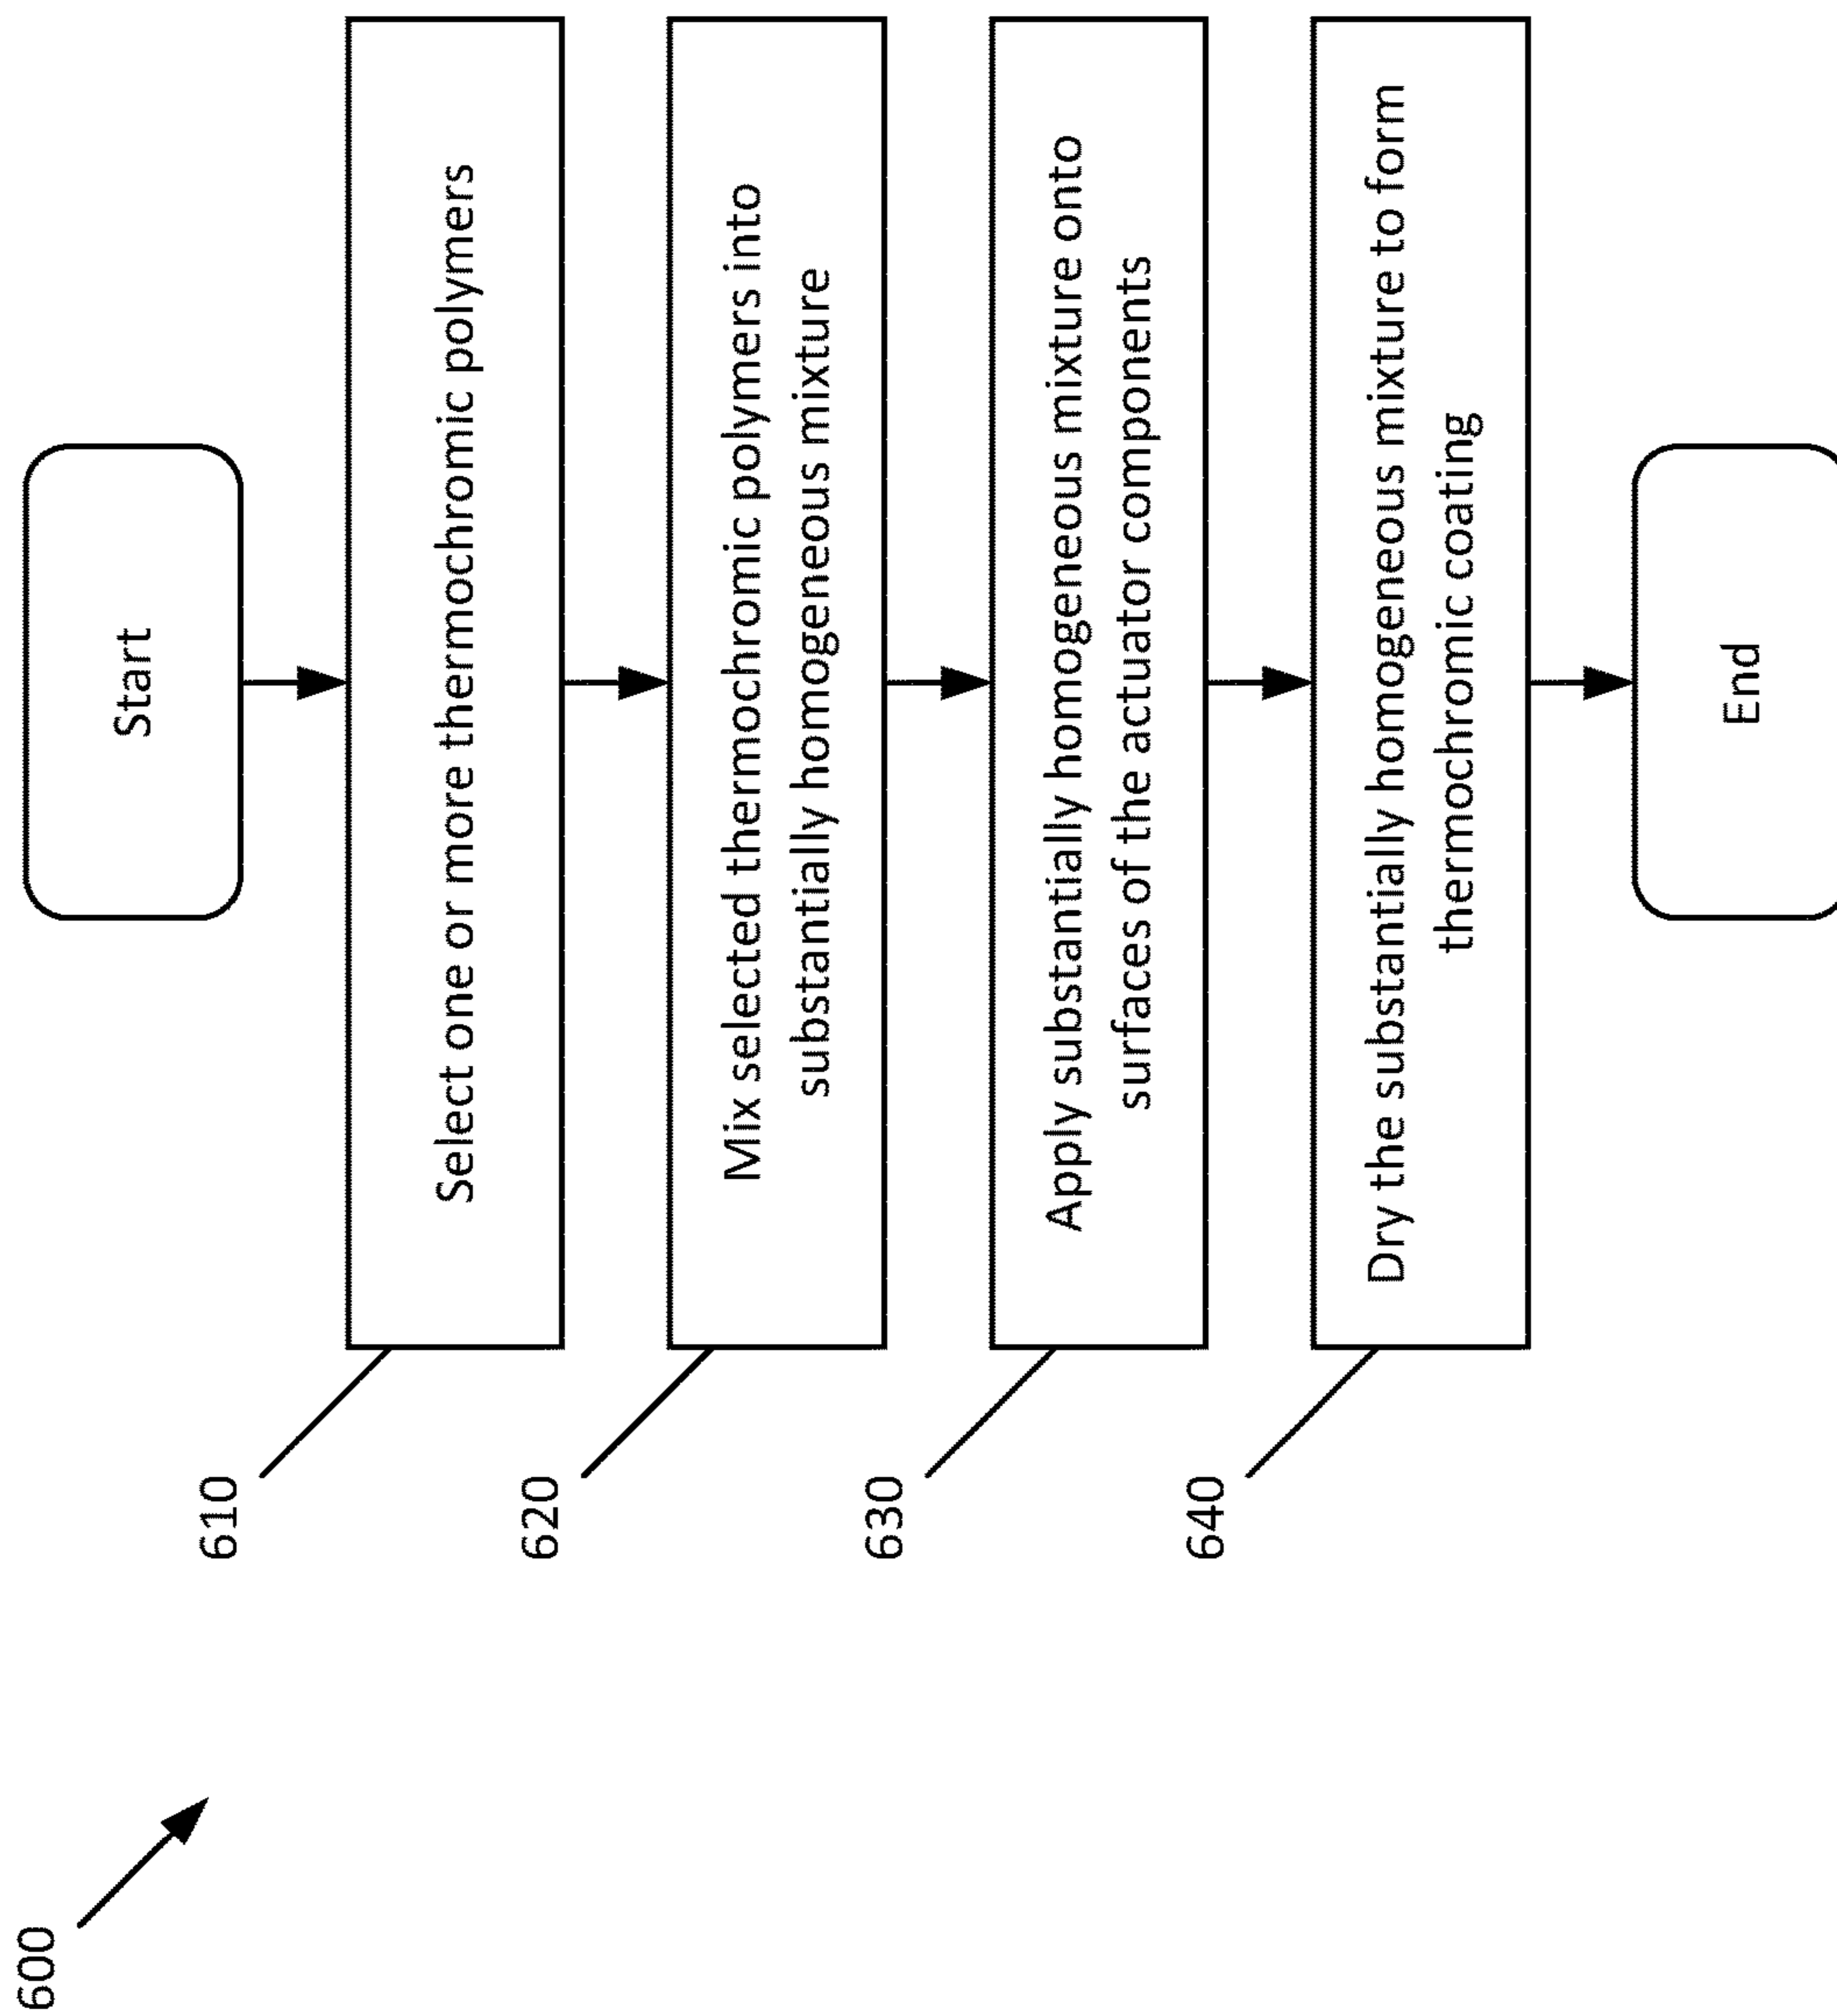 600
Start
610
Select one or more thermochromic polymers
620
Mix selected thermochromic polymers into
substantially homogeneous mixture
630
Apply substantially homogeneous mixture onto
surfaces of the actuator components
640
Dry the substantially homogeneous mixture to form
thermochromic coating
End